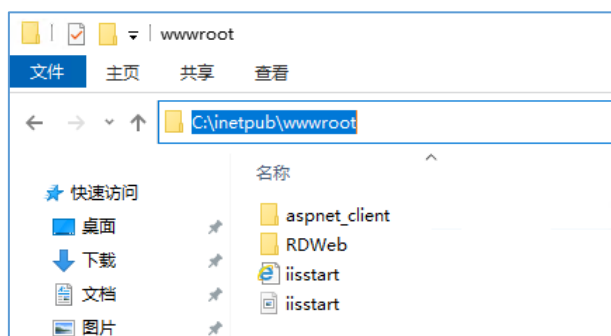 wwwroot
文件 主页 共享 查看
C:\inetpub\wwwroot
名称
快速访问
桌面
下载
文档
图片
aspnet_client
RDWeb
iisstart
iisstart